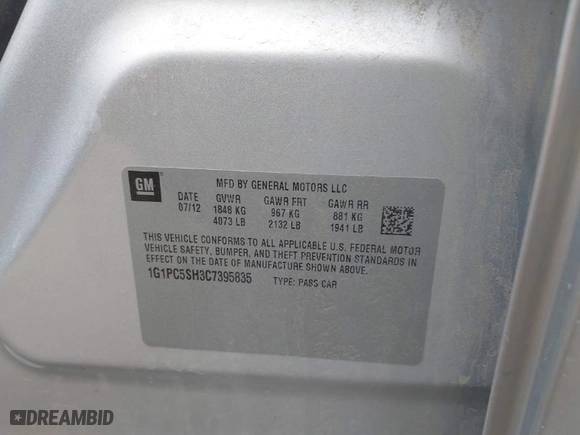 GM
MFD BY GENERAL MOTORS LLC
DATE GVWR GAWR FRT GAWR RR
07/12 1848 KG 967 KG 881 KG
4073 LB 2132 LB 1941 LB
THIS VEHICLE CONFORMS TO ALL APPLICABLE U.S. FEDERAL MOTOR
VEHICLE SAFETY, BUMPER, AND THEFT PREVENTION STANDARDS IN
EFFECT ON THE DATE OF MANUFACTURE SHOWN ABOVE.
1G1PC5SH3C7395835 TYPE: PASS CAR
DREAMBID